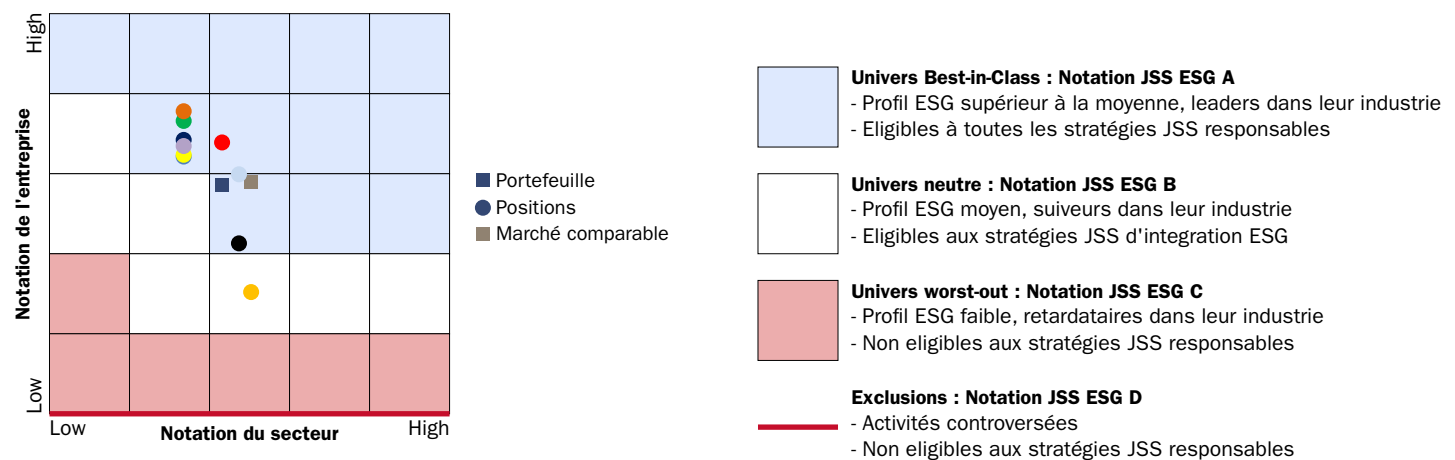 High
Notation de l'entreprise
Low
Low
Notation du secteur
High
Portefeuille
Positions
Marché comparable
Univers Best-in-Class : Notation JSS ESG A
- Profil ESG supérieur à la moyenne, leaders dans leur industrie
- Eligibles à toutes les stratégies JSS responsables
Univers neutre : Notation JSS ESG B
- Profil ESG moyen, suiveurs dans leur industrie
- Eligibles aux stratégies JSS d'integration ESG
Univers worst-out : Notation JSS ESG C
- Profil ESG faible, retardataires dans leur industrie
- Non eligibles aux stratégies JSS responsables
Exclusions : Notation JSS ESG D
- Activités controversées
- Non eligibles aux stratégies JSS responsables